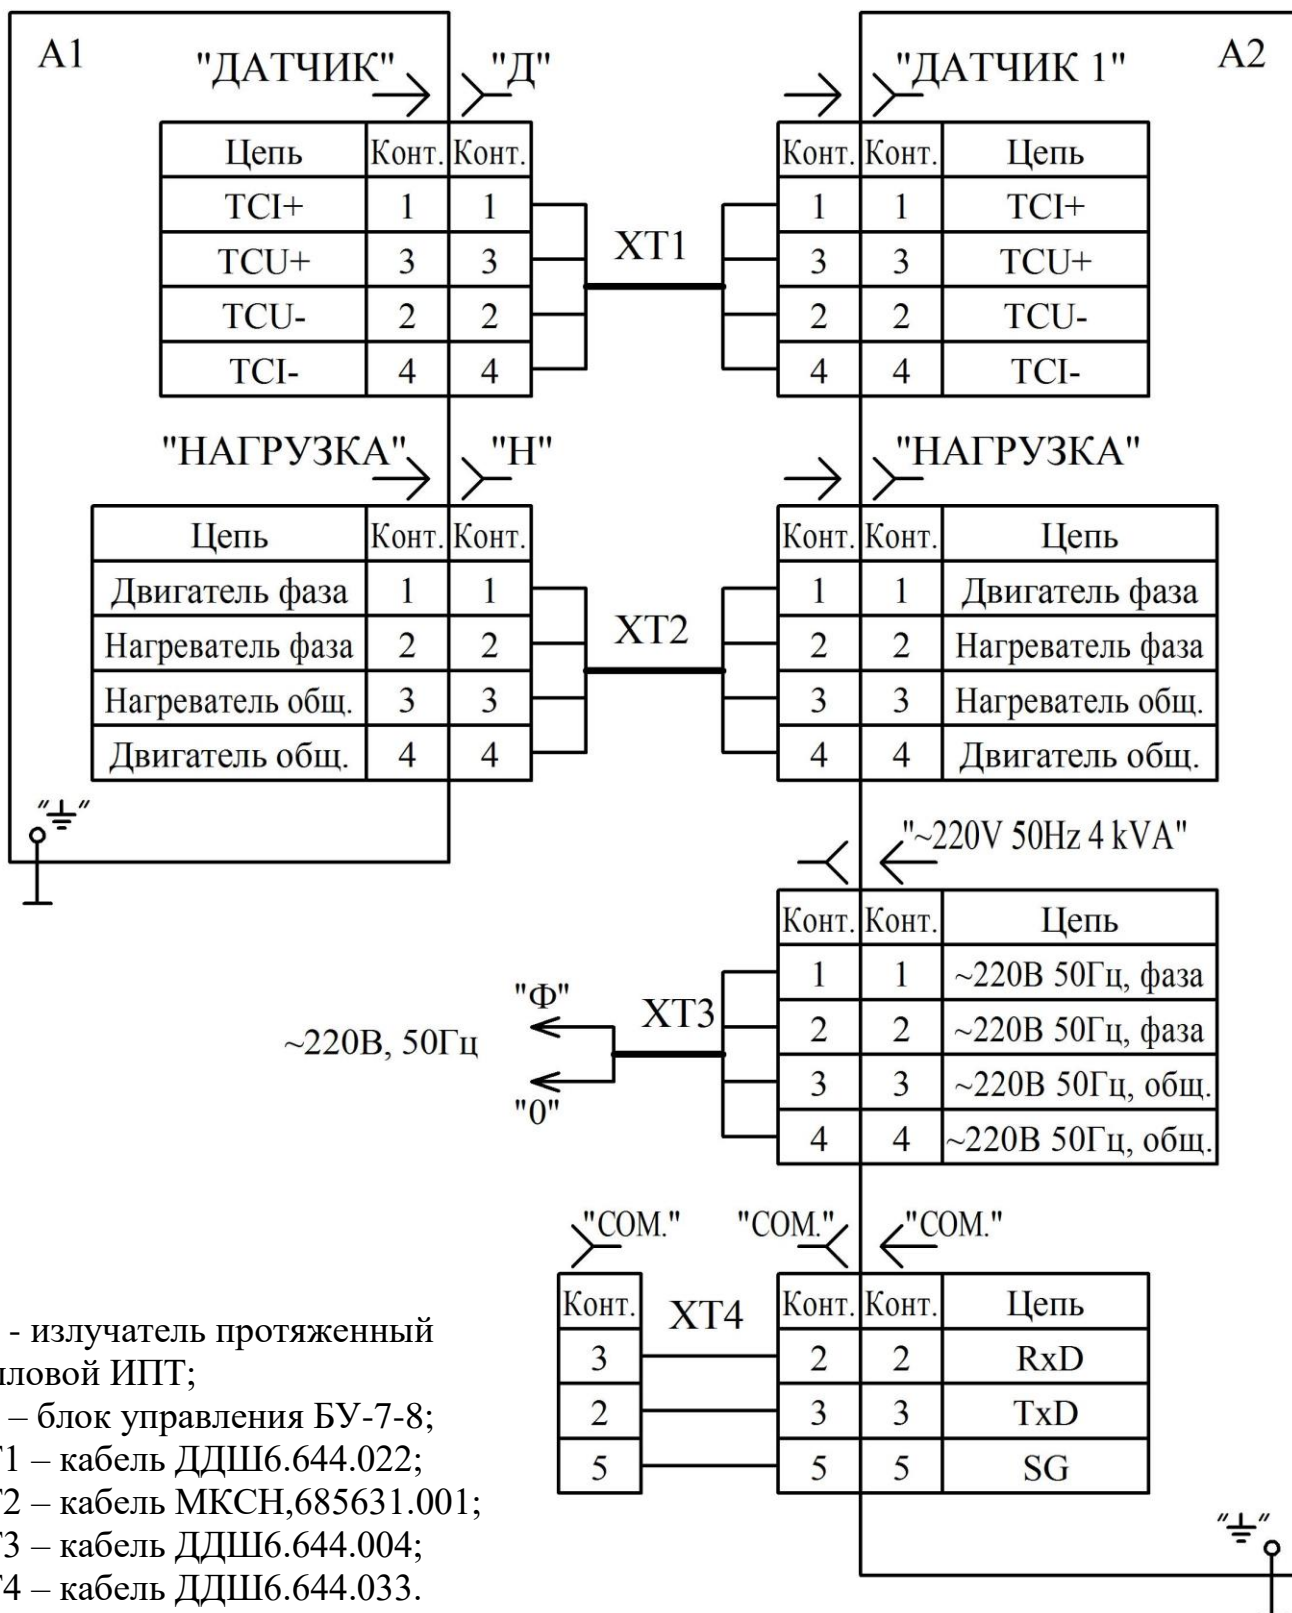 A1
A2
"ДАТЧИК"
"Д"
"ДАТЧИК 1"
Цепь Конт. Конт.
TCI+ 1 1
TCU+ 3 3
TCU- 2 2
TCI- 4 4
XT1
Конт. Конт. Цепь
1 1 TCI+
3 3 TCU+
2 2 TCU-
4 4 TCI-
"НАГРУЗКА"
"Н"
"НАГРУЗКА"
Цепь Конт. Конт.
Двигатель фаза 1 1
Нагреватель фаза 2 2
Нагреватель общ. 3 3
Двигатель общ. 4 4
XT2
Конт. Конт. Цепь
1 1 Двигатель фаза
2 2 Нагреватель фаза
3 3 Нагреватель общ.
4 4 Двигатель общ.
"~220V 50Hz 4 kVA"
~220В, 50Гц
"Ф"
"0"
XT3
Конт. Конт. Цепь
1 1 ~220В 50Гц, фаза
2 2 ~220В 50Гц, фаза
3 3 ~220В 50Гц, общ.
4 4 ~220В 50Гц, общ.
"COM."
"COM."
"COM."
Конт.
3
2
5
XT4
Конт. Конт. Цепь
2 2 RxD
3 3 TxD
5 5 SG
- излучатель протяженный
ловой ИПТ;
– блок управления БУ-7-8;
1 – кабель ДДШ6.644.022;
2 – кабель МКСН,685631.001;
3 – кабель ДДШ6.644.004;
4 – кабель ДДШ6.644.033.